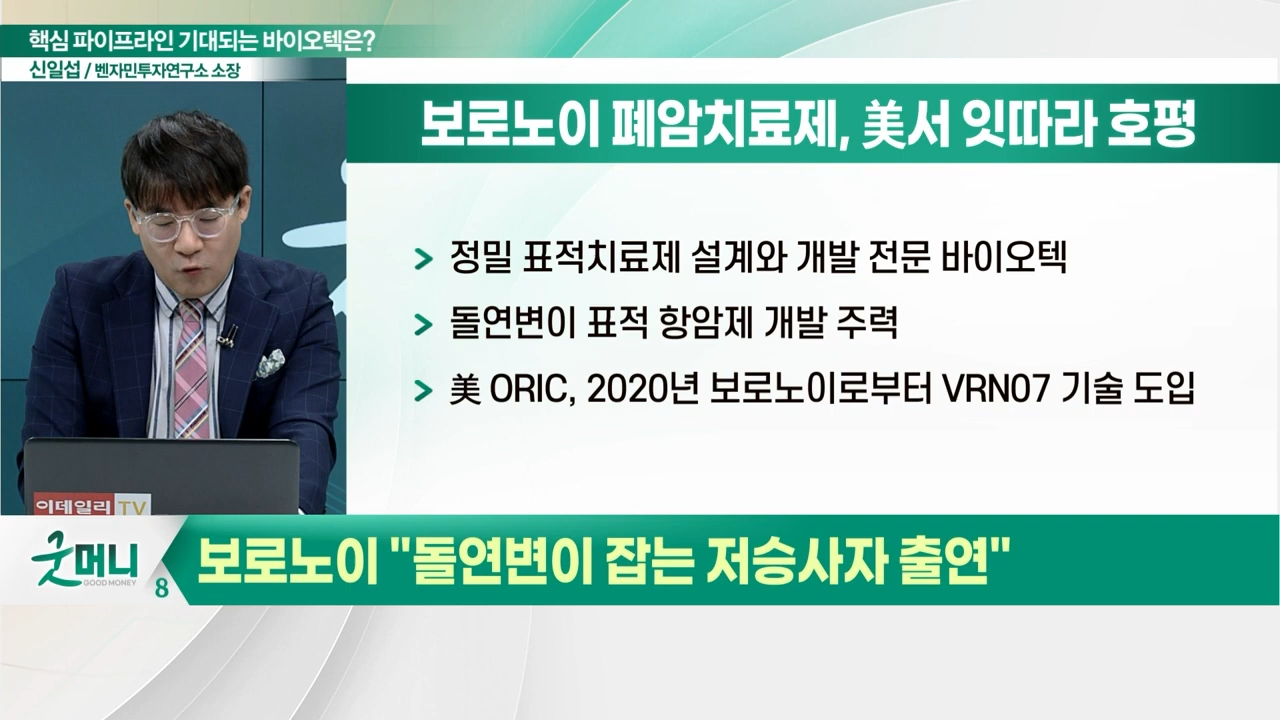 핵심 파이프라인 기대되는 바이오텍은?
신일섭 / 벤자민투자연구소 소장
보로노이 폐암치료제, 美서 잇따라 호평
> 정밀 표적치료제 설계와 개발 전문 바이오텍
> 돌연변이 표적 항암제 개발 주력
> 美 ORIC, 2020년 보로노이로부터 VRN07 기술 도입
이데일리 TV
굿머니
GOOD MONEY
8
보로노이 "돌연변이 잡는 저승사자 출연"